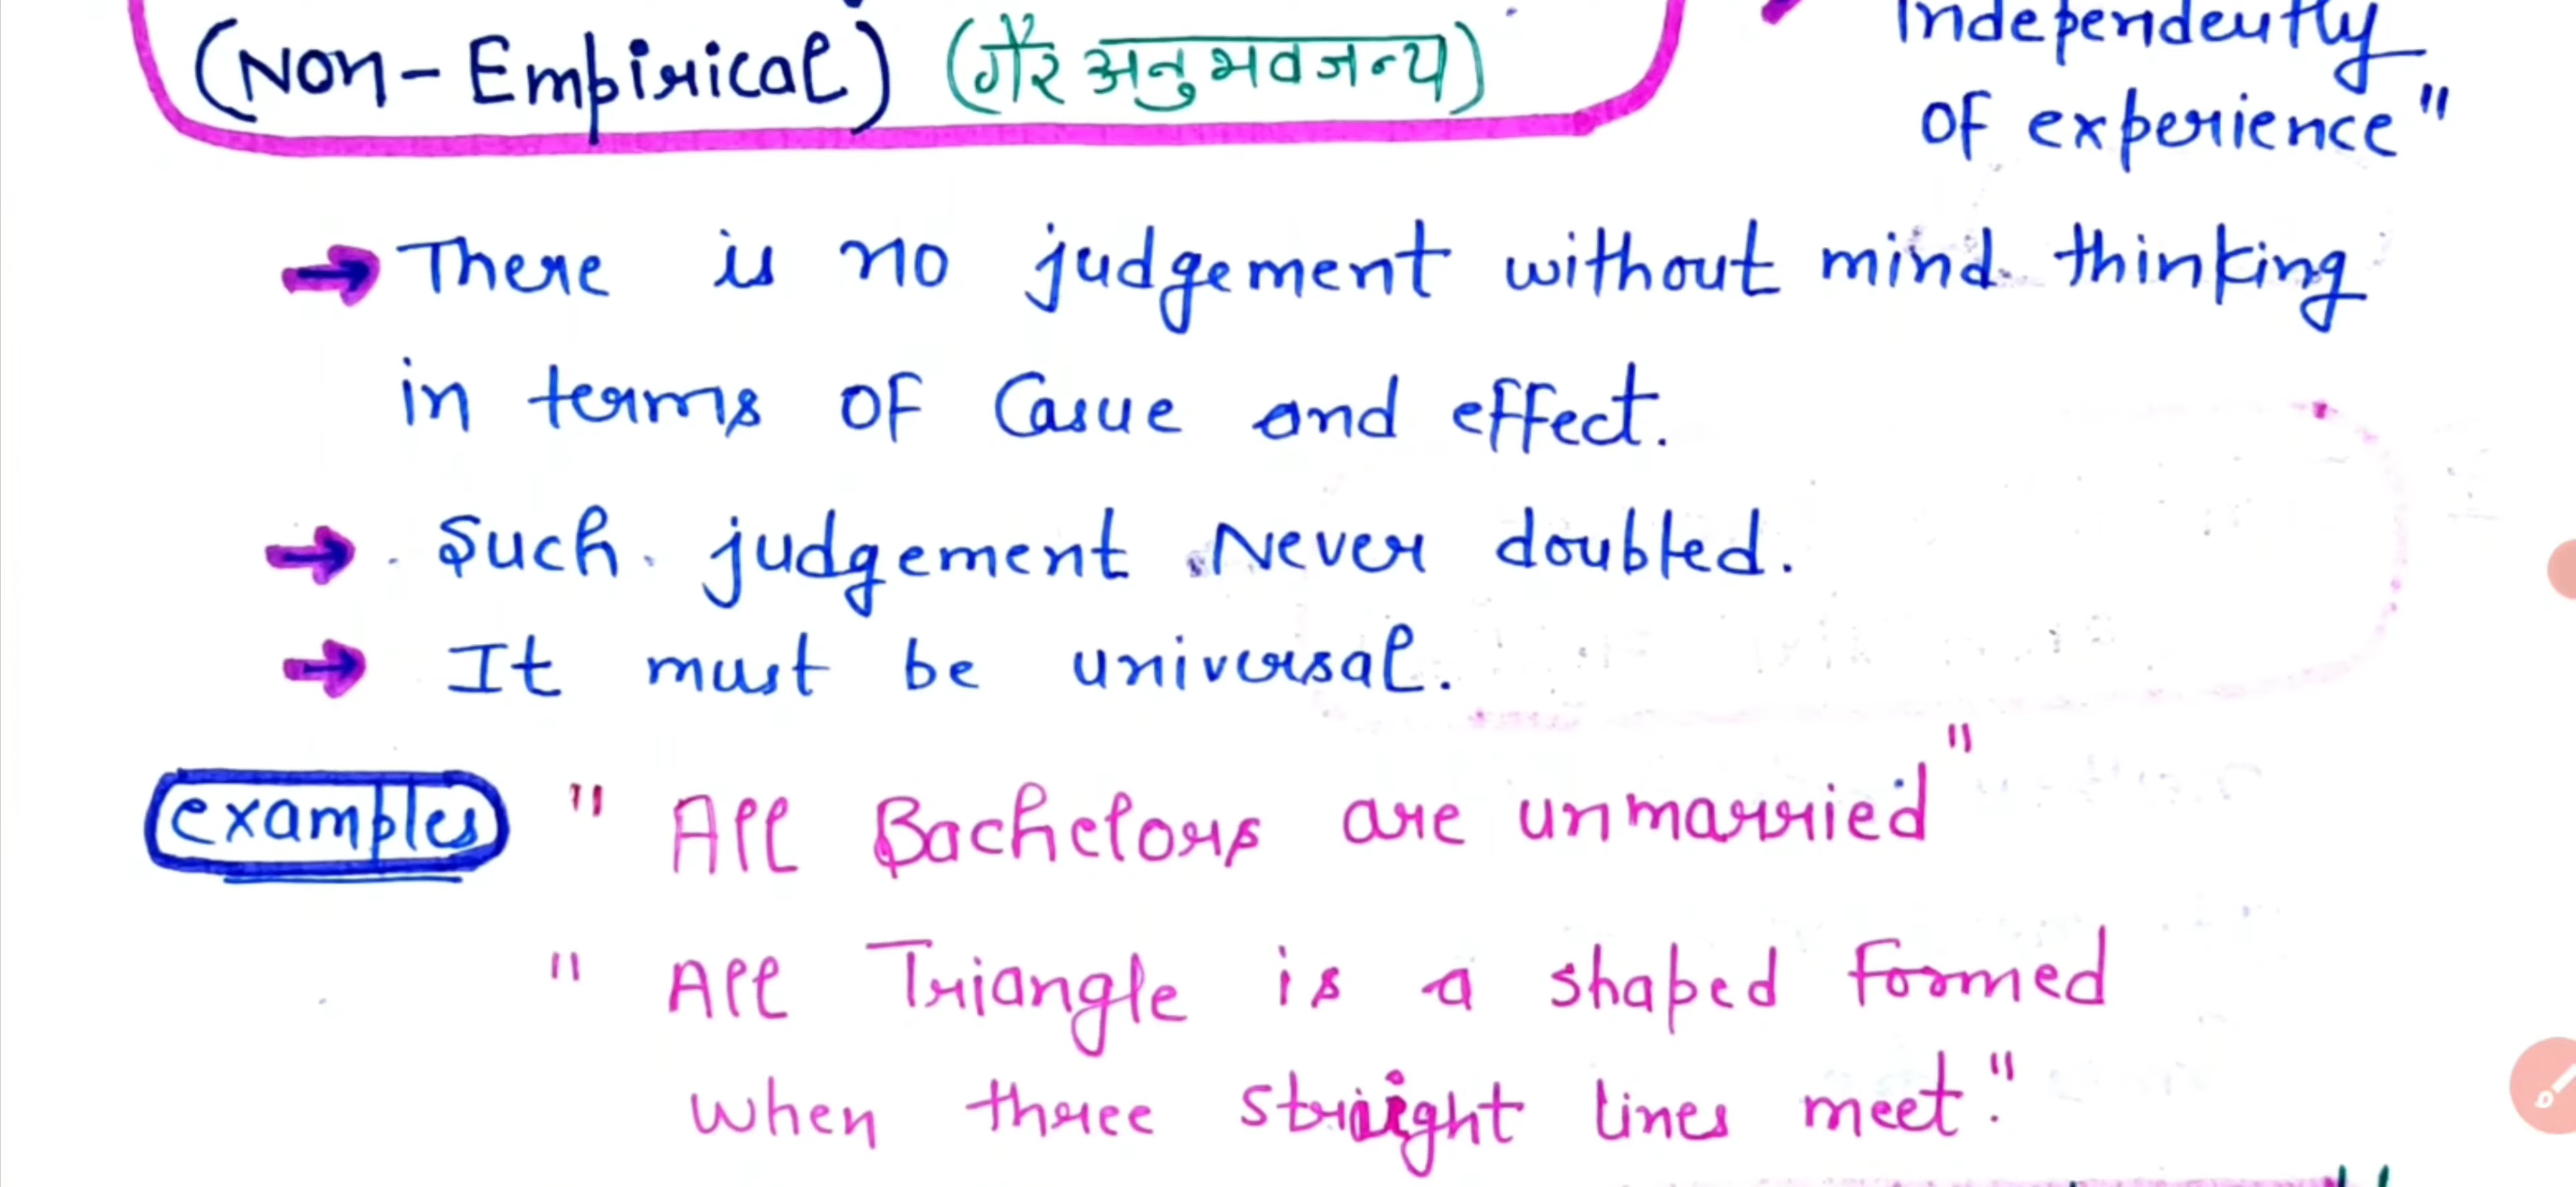 (Non-Empirical) (गैर अनुभवजन्य)
Independently
of experience"
There is no judgement without mind thinking
in terms of Casue and effect.
Such judgement Never doubted.
It must be universal.
examples " All Bachelors are unmarried "
" All Triangle is a shaped formed
when three straight lines meet."